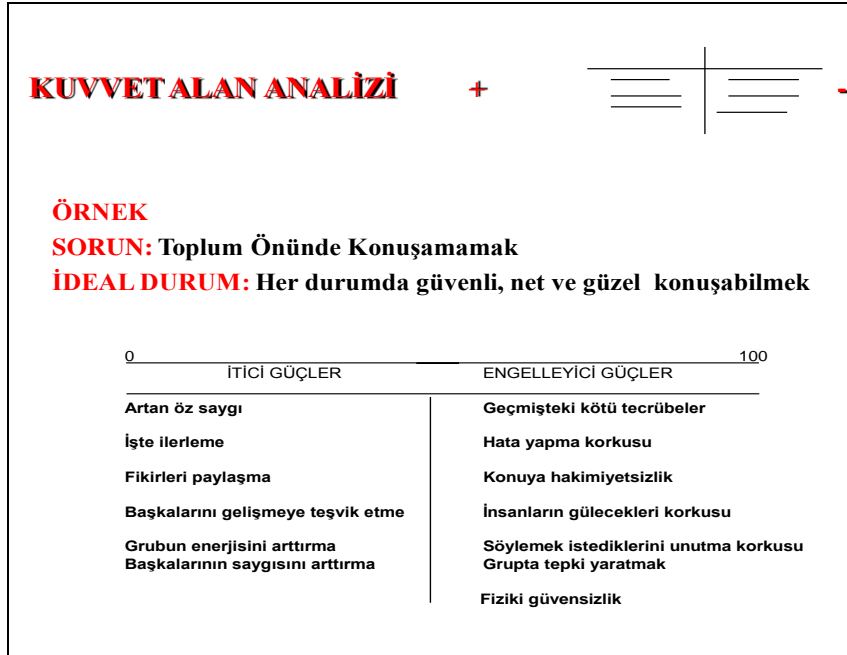 KUVVET ALAN ANALİZİ + -
ÖRNEK
SORUN: Toplum Önünde Konuşamamak
İDEAL DURUM: Her durumda güvenli, net ve güzel konuşabilmek
0 100
İTİCİ GÜÇLER ENGELLEYİCİ GÜÇLER
Artan öz saygı Geçmişteki kötü tecrübeler
İşte ilerleme Hata yapma korkusu
Fikirleri paylaşma Konuya hakimiyetsizlik
Başkalarını gelişmeye teşvik etme İnsanların gülecekleri korkusu
Grubun enerjisini arttırma Söylemek istediklerini unutma korkusu
Başkalarının saygısını arttırma Grupta tepki yaratmak
Fiziki güvensizlik